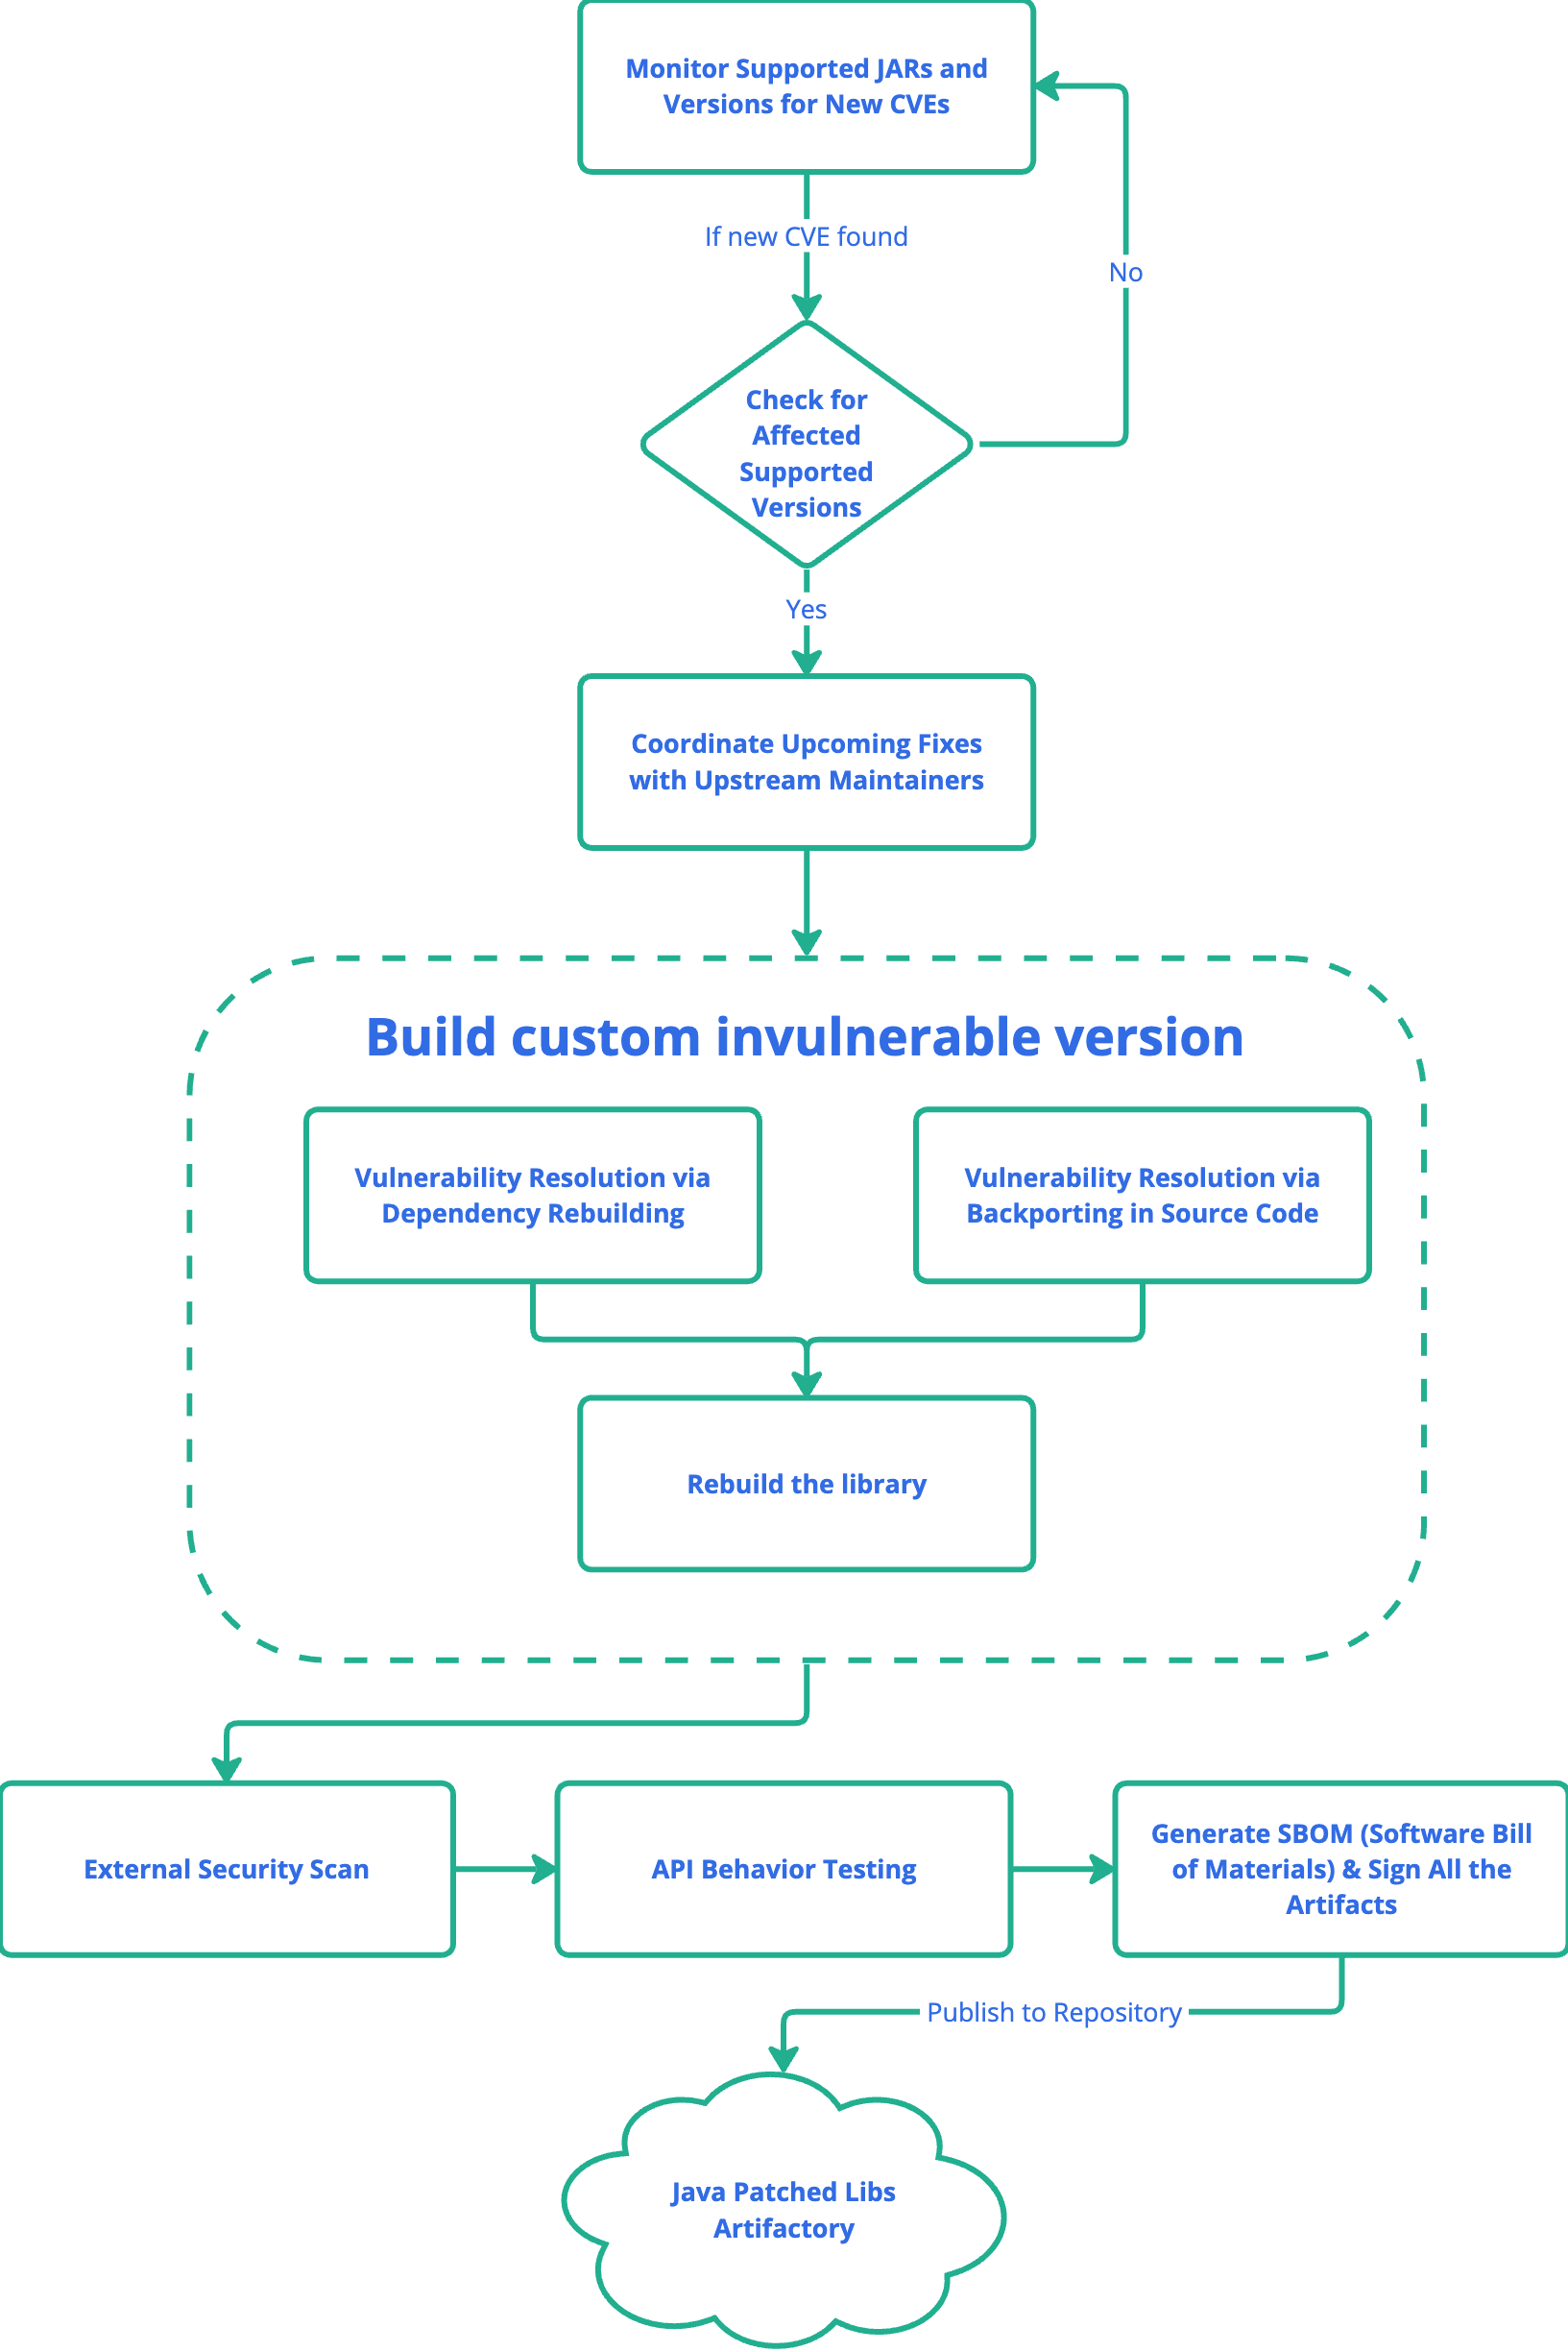 Monitor Supported JARs and
Versions for New CVEs
If new CVE found
No
Check for
Affected
Supported
Versions
Yes
Coordinate Upcoming Fixes
with Upstream Maintainers
Build custom invulnerable version
Vulnerability Resolution via
Dependency Rebuilding
Vulnerability Resolution via
Backporting in Source Code
Rebuild the library
External Security Scan
API Behavior Testing
Generate SBOM (Software Bill
of Materials) & Sign All the
Artifacts
Publish to Repository
Java Patched Libs
Artifactory